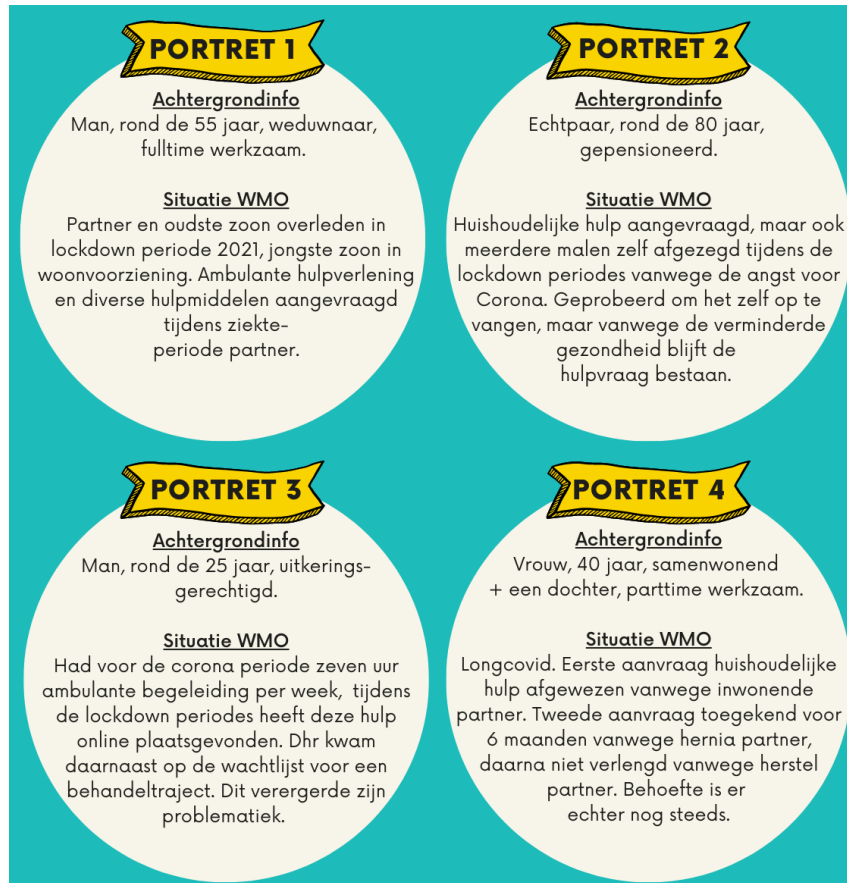 PORTRET 1
Achtergrondinfo
Man, rond de 55 jaar, weduwnaar,
fulltime werkzaam.
Situatie WMO
Partner en oudste zoon overleden in
lockdown periode 2021, jongste zoon in
woonvoorziening. Ambulante hulpverlening
en diverse hulpmiddelen aangevraagd
tijdens ziekte-
periode partner.
PORTRET 2
Achtergrondinfo
Echtpaar, rond de 80 jaar,
gepensioneerd.
Situatie WMO
Huishoudelijke hulp aangevraagd, maar ook
meerdere malen zelf afgezegd tijdens de
lockdown periodes vanwege de angst voor
Corona. Geprobeerd om het zelf op te
vangen, maar vanwege de verminderde
gezondheid blijft de
hulpvraag bestaan.
PORTRET 3
Achtergrondinfo
Man, rond de 25 jaar, uitkerings-
gerechtigd.
Situatie WMO
Had voor de corona periode zeven uur
ambulante begeleiding per week, tijdens
de lockdown periodes heeft deze hulp
online plaatsgevonden. Dhr kwam
daarnaast op de wachtlijst voor een
behandeltraject. Dit verergerde zijn
problematiek.
PORTRET 4
Achtergrondinfo
Vrouw, 40 jaar, samenwonend
+ een dochter, parttime werkzaam.
Situatie WMO
Longcovid. Eerste aanvraag huishoudelijke
hulp afgewezen vanwege inwonende
partner. Tweede aanvraag toegekend voor
6 maanden vanwege hernia partner,
daarna niet verlengd vanwege herstel
partner. Behoefte is er
echter nog steeds.